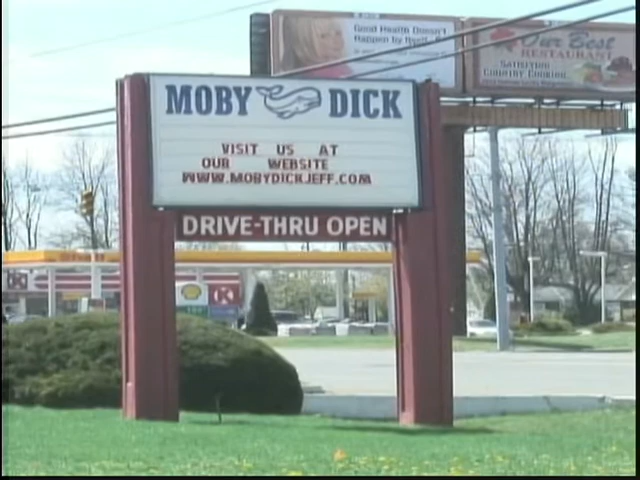 Good Health Doesn't
Happen by
Our Best
RESTAURANT
SATISFYING
COUNTRY COOKING
MOBY DICK
VISIT US AT
OUR WEBSITE
WWW.MOBYDICKJEFF.COM
DRIVE-THRU OPEN
K